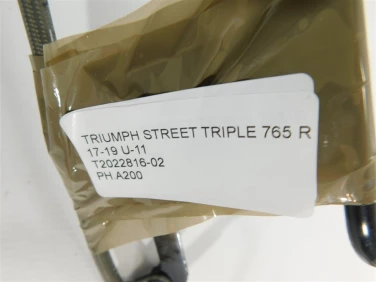 TRIUMPH STREET TRIPLE 765 R
17-19 U-11
T2022816-02
PH.A200